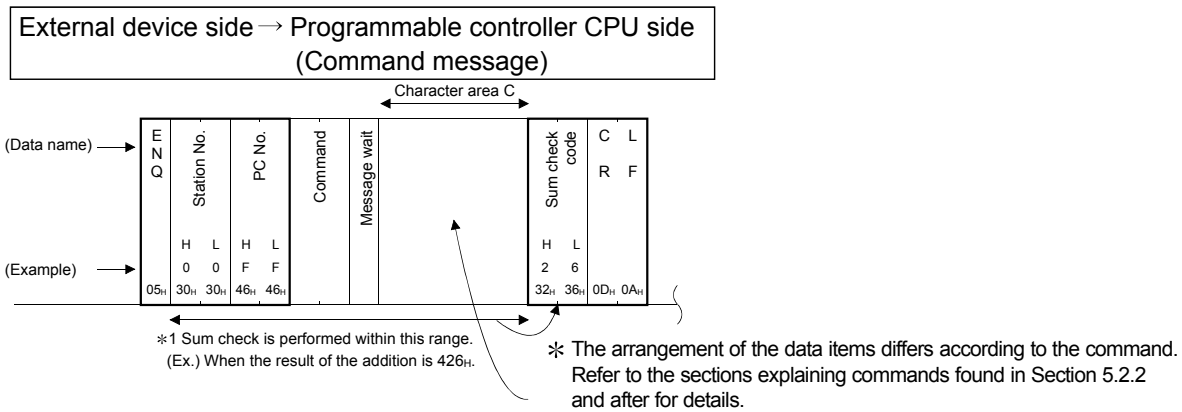 External device side → Programmable controller CPU side
(Command message)
Character area C
(Data name)
E N Q
Station No.
PC No.
Command
Message wait
Sum check code
C R
L F
H L H L H L
(Example)
0 0 F F 2 6
05H 30H 30H 46H 46H 32H 36H 0DH 0AH
*1 Sum check is performed within this range.
(Ex.) When the result of the addition is 426H.
* The arrangement of the data items differs according to the command.
Refer to the sections explaining commands found in Section 5.2.2
and after for details.